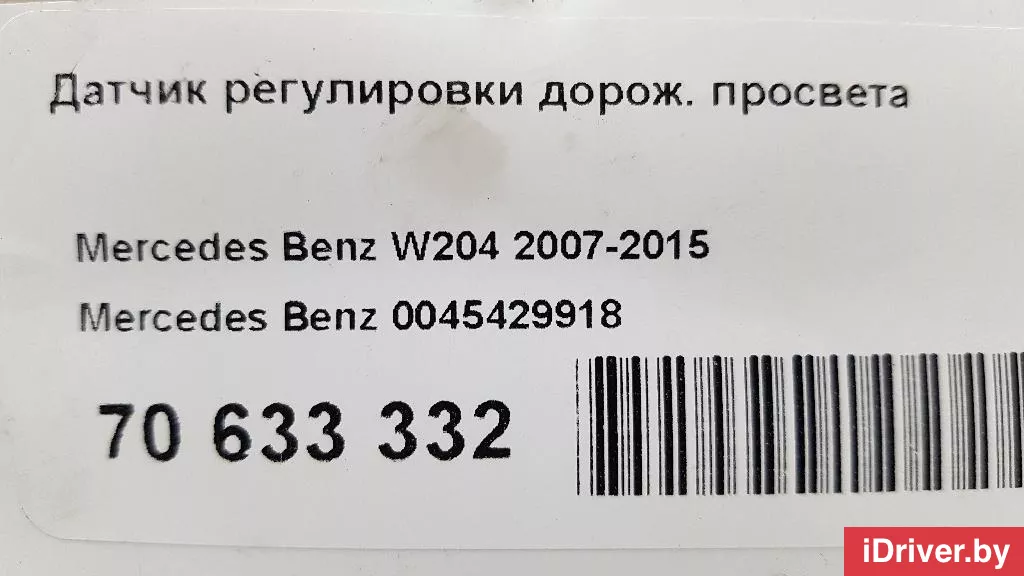 Датчик регулировки дорож. просвета
Mercedes Benz W204 2007-2015
Mercedes Benz 0045429918
70 633 332
iDriver.by